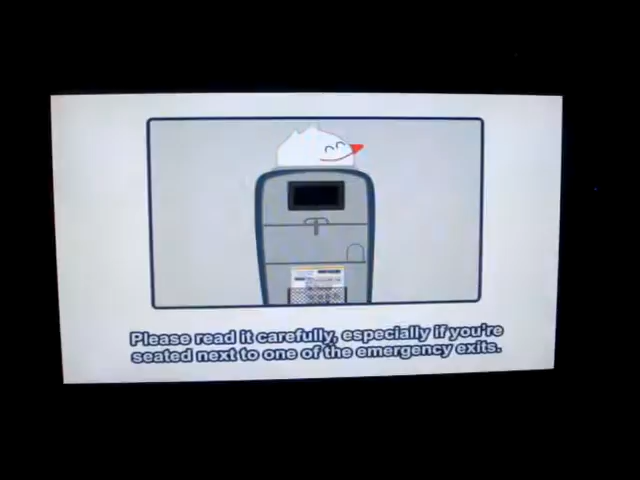 Please read it carefully, especially if you're
seated next to one of the emergency exits.